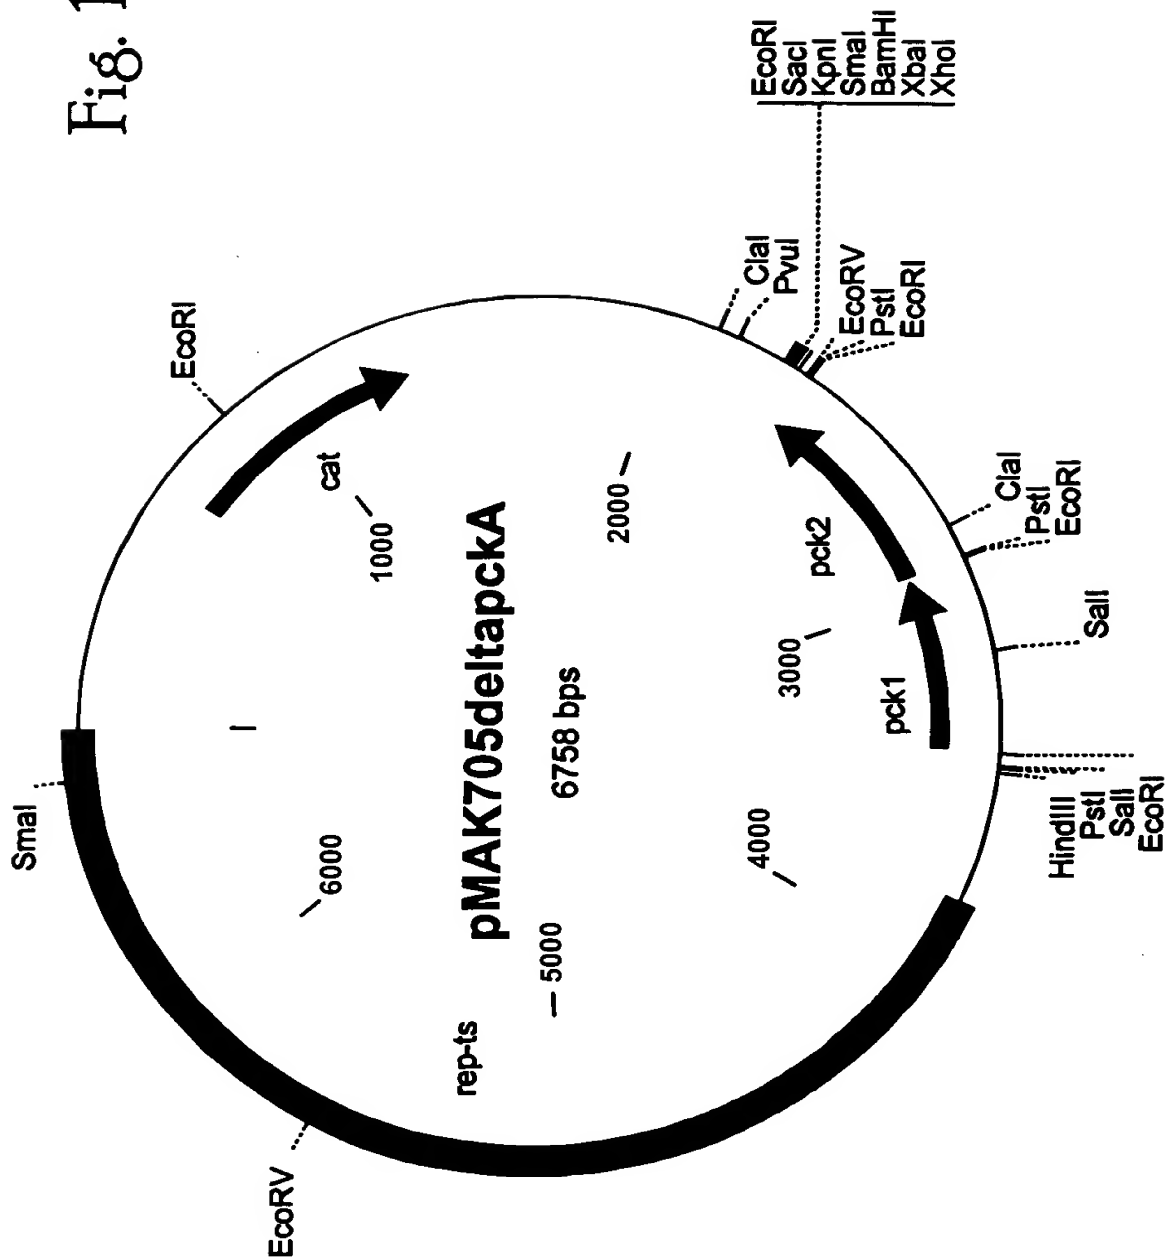 Fig. 1
EcoRI
cat
1000
ClaI
PvuI
EcoRI
SacI
KpnI
SmaI
BamHI
XbaI
XhoI
EcoRV
PstI
EcoRI
2000
pck2
ClaI
PstI
EcoRI
SalI
3000
pck1
HindIII
PstI
SalI
EcoRI
4000
pMAK705deltapckA
6758 bps
5000
rep-ts
EcoRV
6000
SmaI